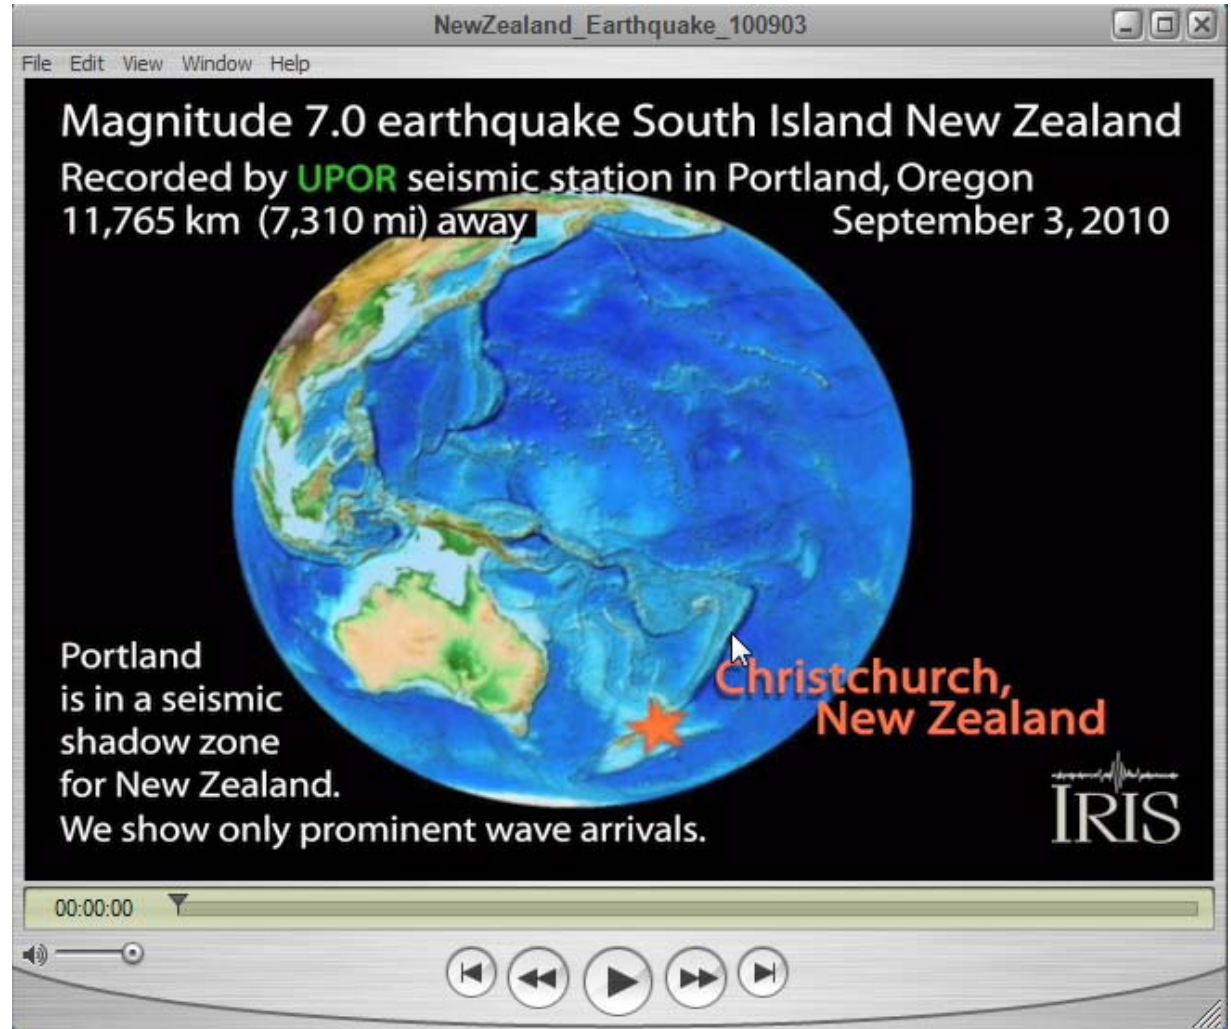 NewZealand_Earthquake_100903
File Edit View Window Help
Magnitude 7.0 earthquake South Island New Zealand
Recorded by UPOR seismic station in Portland, Oregon
11,765 km (7,310 mi) away September 3, 2010
Christchurch,
New Zealand
Portland
is in a seismic
shadow zone
for New Zealand.
We show only prominent wave arrivals.
IRIS
00:00:00